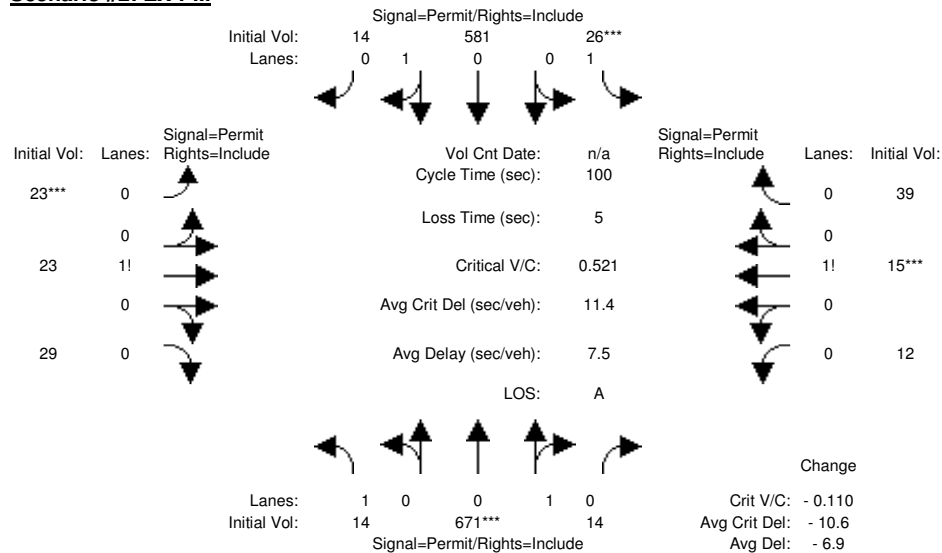 Signal=Permit/Rights=Include
Initial Vol: 14 581 26***
Lanes: 0 1 0 0 1
Signal=Permit
Initial Vol: Lanes: Rights=Include
Vol Cnt Date: n/a
Signal=Permit
Rights=Include Lanes: Initial Vol:
Cycle Time (sec): 100
23*** 0
0 39
Loss Time (sec): 5
0
0
23 1!
Critical V/C: 0.521
1! 15***
0
Avg Crit Del (sec/veh): 11.4
0
29 0
Avg Delay (sec/veh): 7.5
0 12
LOS: A
Lanes: 1 0 0 1 0
Initial Vol: 14 671*** 14
Signal=Permit/Rights=Include
Change
Crit V/C: - 0.110
Avg Crit Del: - 10.6
Avg Del: - 6.9